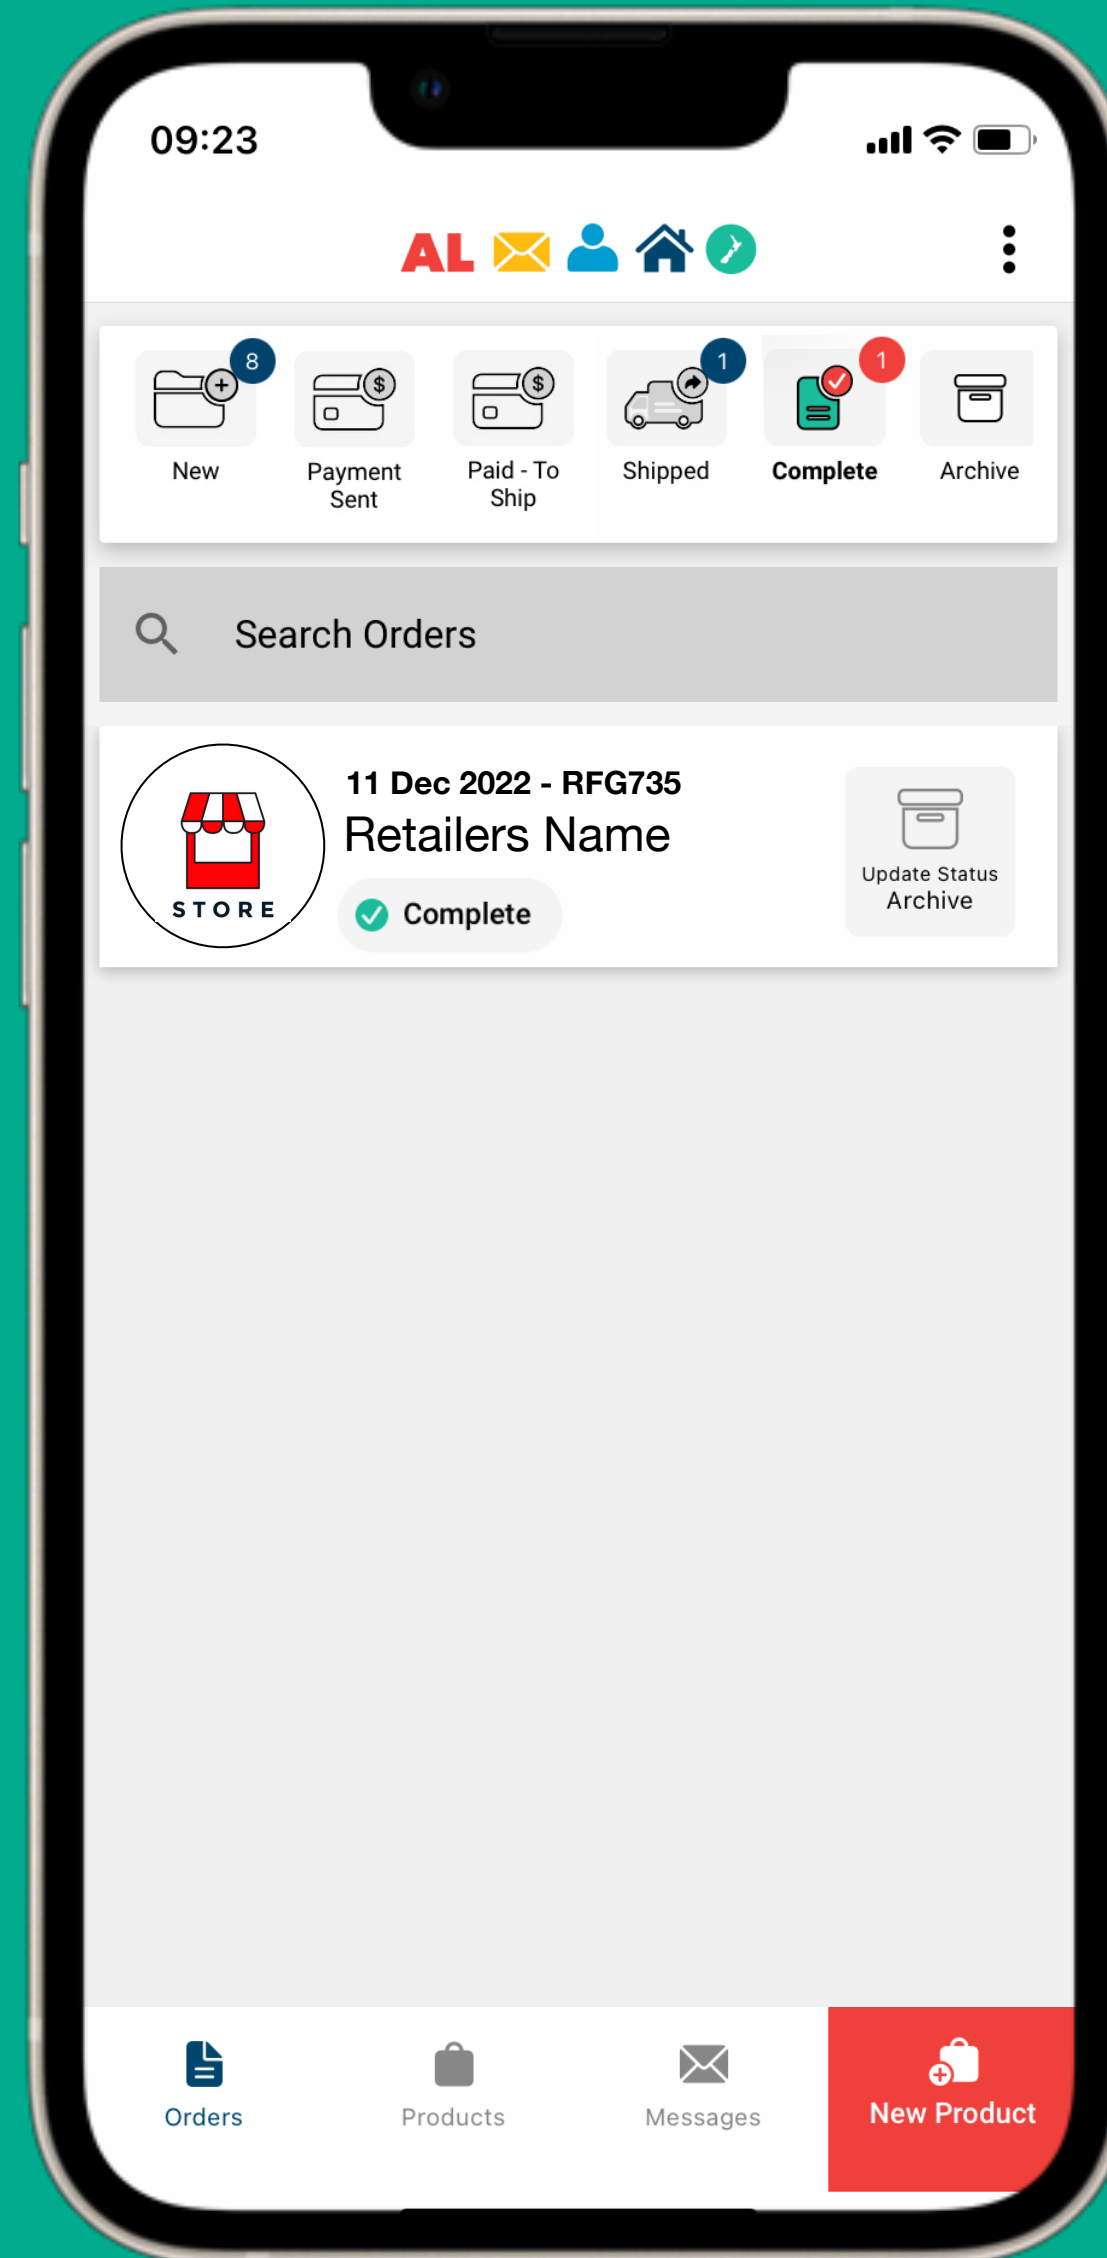 09:23
AL
8
1
1
New
Payment
Sent
Paid - To
Ship
Shipped
Complete
Archive
Search Orders
11 Dec 2022 - RFG735
Retailers Name
STORE
Complete
Update Status
Archive
Orders
Products
Messages
New Product